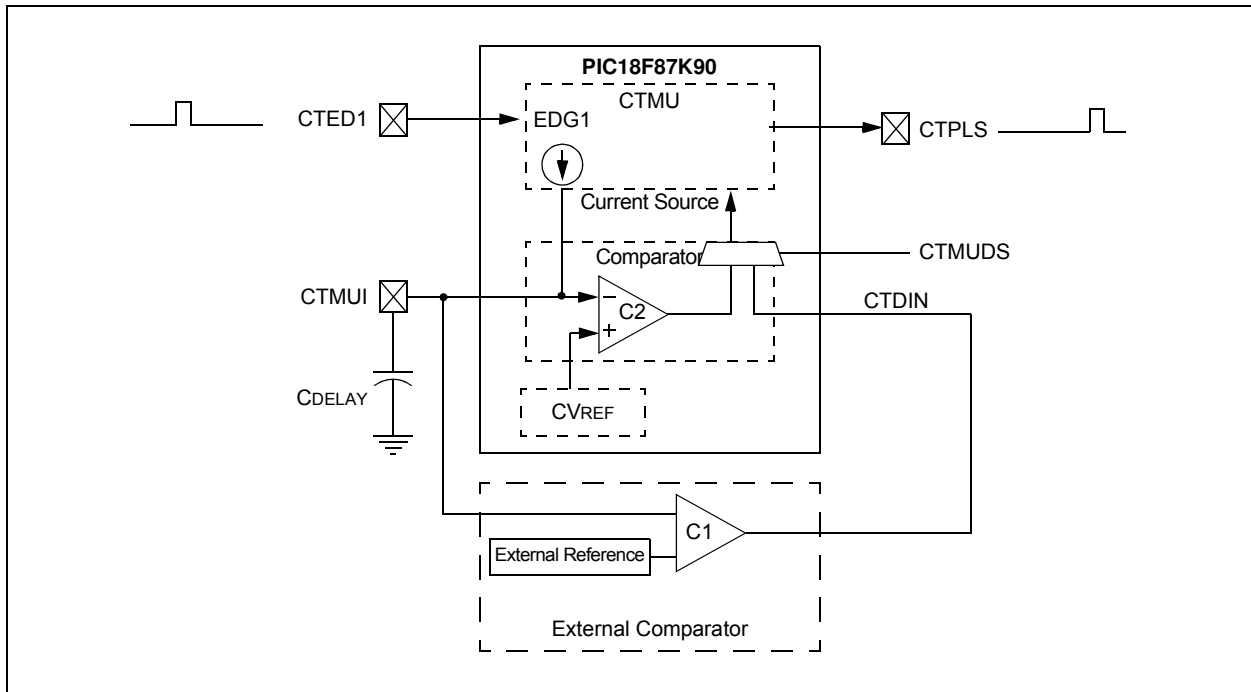 PIC18F87K90
CTMU
CTED1
EDG1
CTPLS
Current Source
Comparator
CTMUDS
CTMUI
C2
CTDIN
CDELAY
CVREF
C1
External Reference
External Comparator